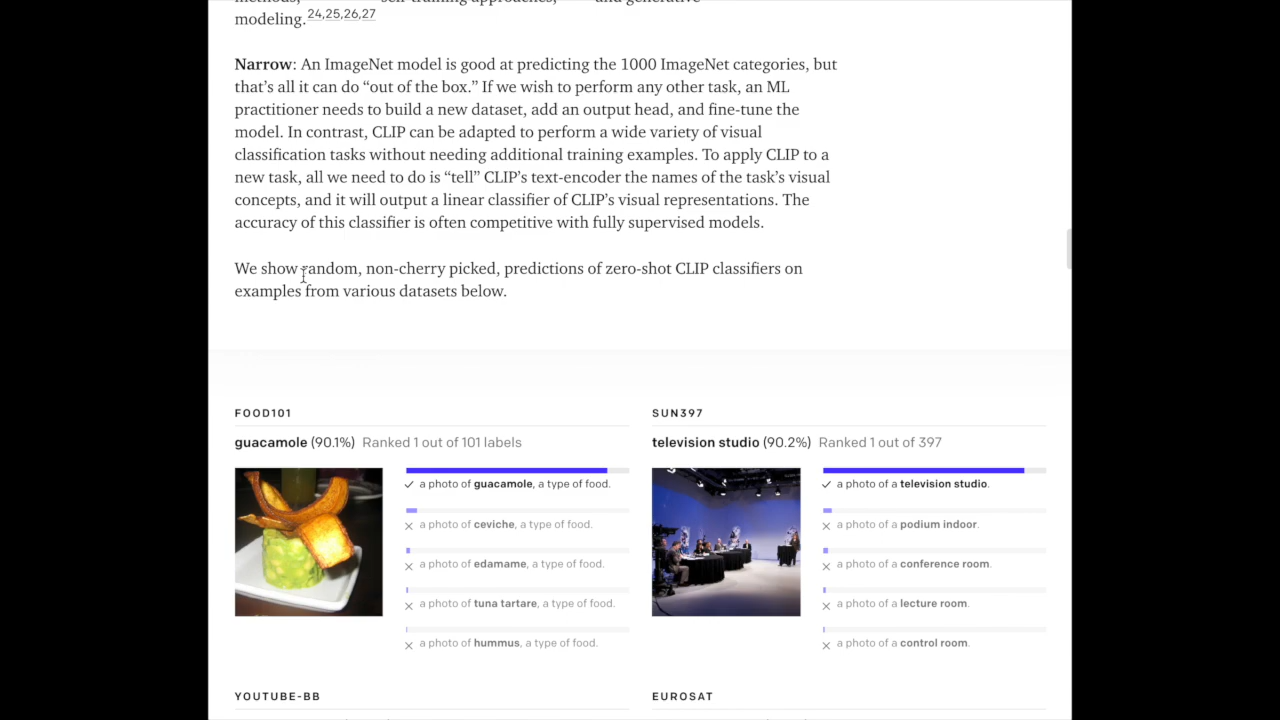 modeling.24,25,26,27
Narrow: An ImageNet model is good at predicting the 1000 ImageNet categories, but
that’s all it can do “out of the box.” If we wish to perform any other task, an ML
practitioner needs to build a new dataset, add an output head, and fine-tune the
model. In contrast, CLIP can be adapted to perform a wide variety of visual
classification tasks without needing additional training examples. To apply CLIP to a
new task, all we need to do is “tell” CLIP’s text-encoder the names of the task’s visual
concepts, and it will output a linear classifier of CLIP’s visual representations. The
accuracy of this classifier is often competitive with fully supervised models.
We show random, non-cherry picked, predictions of zero-shot CLIP classifiers on
examples from various datasets below.
FOOD101
guacamole (90.1%) Ranked 1 out of 101 labels
✓ a photo of guacamole, a type of food.
× a photo of ceviche, a type of food.
× a photo of edamame, a type of food.
× a photo of tuna tartare, a type of food.
× a photo of hummus, a type of food.
SUN397
television studio (90.2%) Ranked 1 out of 397
✓ a photo of a television studio.
× a photo of a podium indoor.
× a photo of a conference room.
× a photo of a lecture room.
× a photo of a control room.
YOUTUBE-BB
EUROSAT